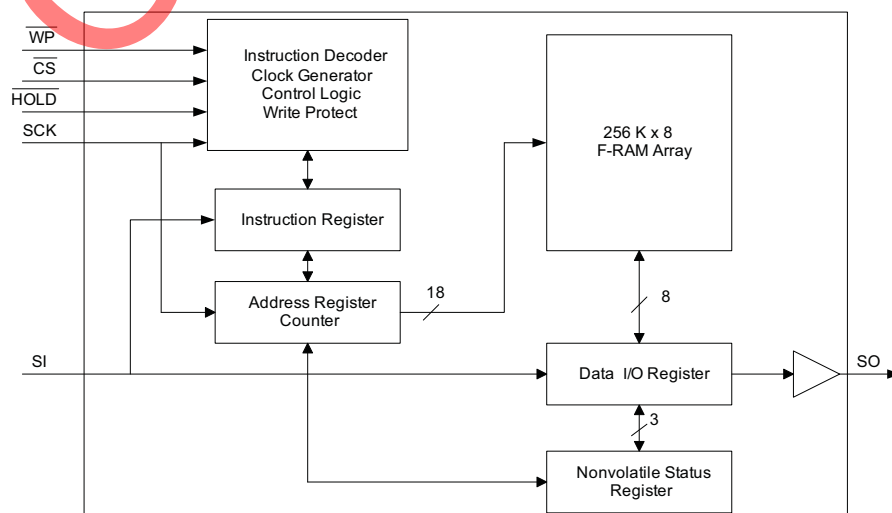 WP
CS
HOLD
SCK
Instruction Decoder
Clock Generator
Control Logic
Write Protect
256 K x 8
F-RAM Array
Instruction Register
Address Register
Counter
18
8
SI
Data I/O Register
SO
3
Nonvolatile Status
Register